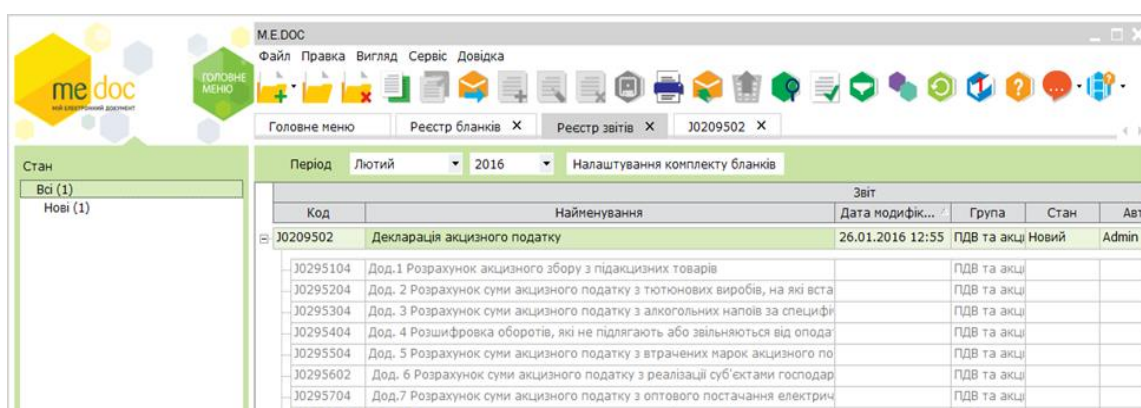 M.E.DOC
Файл Правка Вигляд Сервіс Довідка
me doc
МІЙ ЕЛЕКТРОННИЙ ДОКУМЕНТ
ГОЛОВНЕ МЕНЮ
Головне меню Реєстр бланків X Реєстр звітів X J0209502 X
Стан
Всі (1)
Нові (1)
Період Лютий 2016 Налаштування комплекту бланків
Звіт
Код Найменування Дата модифік... Група Стан Авт
J0209502 Декларація акцизного податку 26.01.2016 12:55 ПДВ та акци Новий Admin
J0295104 Дод.1 Розрахунок акцизного збору з підакцизних товарів ПДВ та акци
J0295204 Дод. 2 Розрахунок суми акцизного податку з тютюнових виробів, на які вста ПДВ та акци
J0295304 Дод. 3 Розрахунок суми акцизного податку з алкогольних напоїв за специфі ПДВ та акци
J0295404 Дод. 4 Розшифровка оборотів, які не підлягають або звільняються від опода ПДВ та акци
J0295504 Дод. 5 Розрахунок суми акцизного податку з втрачених марок акцизного по ПДВ та акци
J0295602 Дод. 6 Розрахунок суми акцизного податку з реалізації суб'єктами господар ПДВ та акци
J0295704 Дод.7 Розрахунок суми акцизного податку з оптового постачання електрич ПДВ та акци